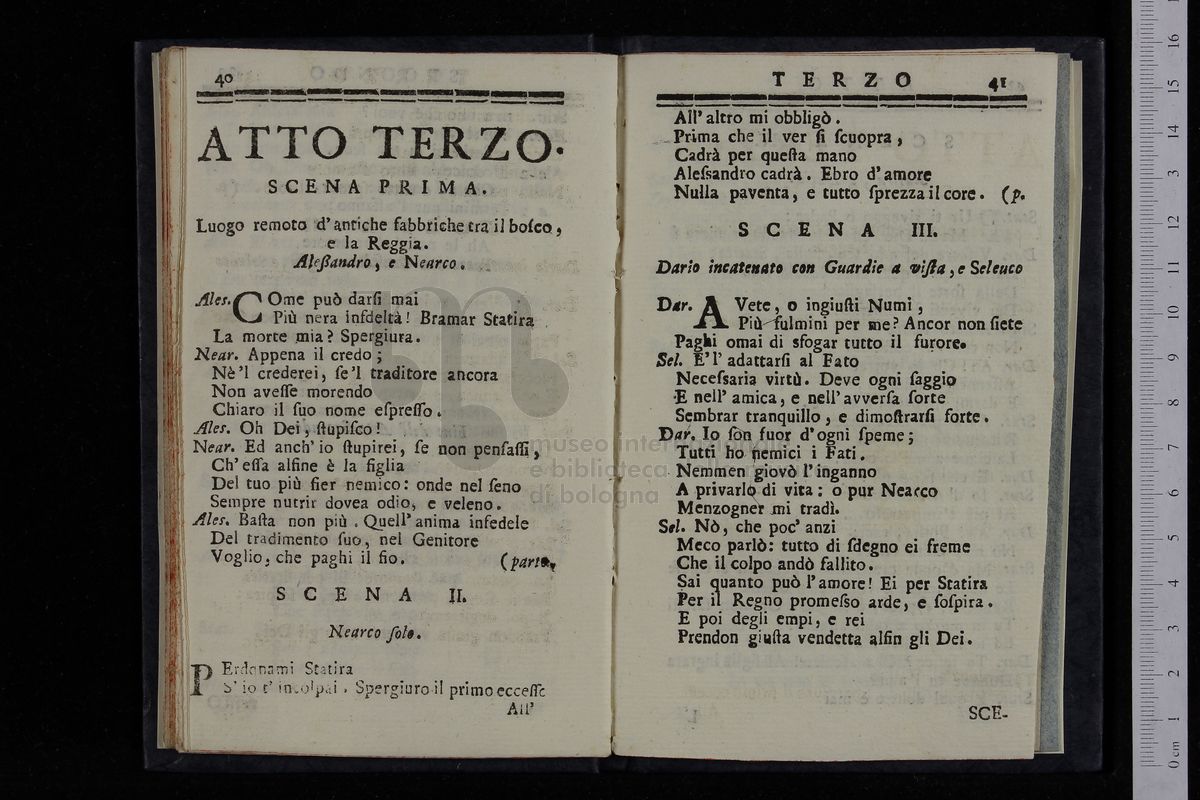 40
ATTO TERZO.
SCENA PRIMA.
Luogo remoto d'antiche fabbriche tra il boſco,
e la Reggia.
Aleſſandro, e Nearco.
Aleſ. COme può darſi mai
Più nera infedeltà! Bramar Statira
La morte mia? Spergiura.
Near. Appena il credo;
Nè 'l crederei, ſe 'l traditore ancora
Non aveſſe morendo
Chiaro il ſuo nome eſpreſſo.
Aleſ. Oh Dei, ſtupiſco!
Near. Ed anch' io ſtupirei, ſe non penſaſſi,
Ch' eſſa alfine è la figlia
Del tuo più fier nemico: onde nel ſeno
Sempre nutrir dovea odio, e veleno.
Aleſ. Baſta non più. Quell' anima infedele
Del tradimento ſuo, nel Genitore
Voglio, che paghi il fio. (parte.
SCENA II.
Nearco ſolo.
PErdonami Statira
S' io t' incolpai. Spergiuro il primo ecceſſo
All'
TERZO 41
All' altro mi obbligò.
Prima che il ver ſi ſcuopra,
Cadrà per queſta mano
Aleſsandro cadrà. Ebro d' amore
Nulla paventa, e tutto ſprezza il core. (p.
SCENA III.
Dario incatenato con Guardie a viſta, e Seleuco
Dar. AVete, o ingiuſti Numi,
Più fulmini per me? Ancor non ſiete
Paghi omai di sfogar tutto il furore.
Sel. E' l' adattarſi al Fato
Neceſsaria virtù. Deve ogni ſaggio
E nell' amica, e nell' avverſa ſorte
Sembrar tranquillo, e dimoſtrarſi forte.
Dar. Io ſon fuor d' ogni ſpeme;
Tutti ho nemici i Fati.
Nemmen giovò l' inganno
A privarlo di vita: o pur Nearco
Menzogner mi tradì.
Sel. Nò, che poc' anzi
Meco parlò: tutto di ſdegno ei freme
Che il colpo andò fallito.
Sai quanto può l' amore! Ei per Statira
Per il Regno promeſso arde, e ſoſpira.
E poi degli empi, e rei
Prendon giuſta vendetta alfin gli Dei.
SCE-
museo internazionale
e biblioteca
di bologna